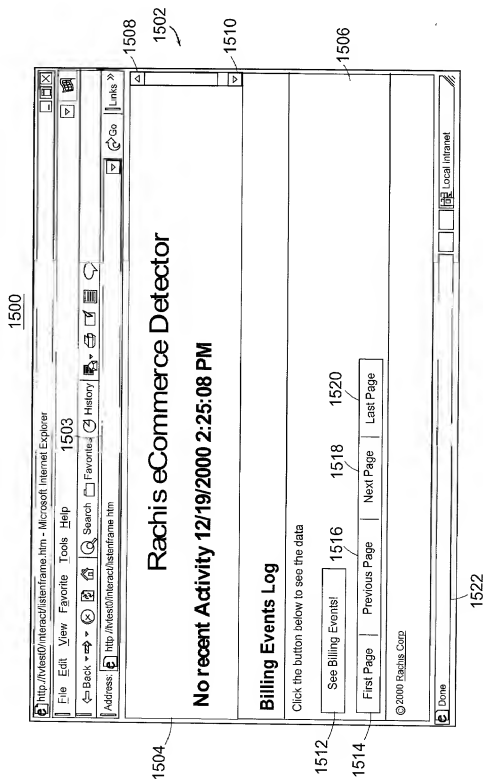 1500
http://tvtest0/interact/listenframe.htm - Microsoft Internet Explorer
File Edit View Favorite Tools Help
1503
Back Search Favorites History
Address: http://tvtest0/interact/listenframe htm Go Links »
1508
1502
Rachis eCommerce Detector
1504
No recent Activity 12/19/2000 2:25:08 PM
1510
Billing Events Log
Click the button below to see the data
1506
1512
See Billing Events!
1516
1518
1520
1514
First Page Previous Page Next Page Last Page
© 2000 Rachis Corp
Done Local intranet
1522